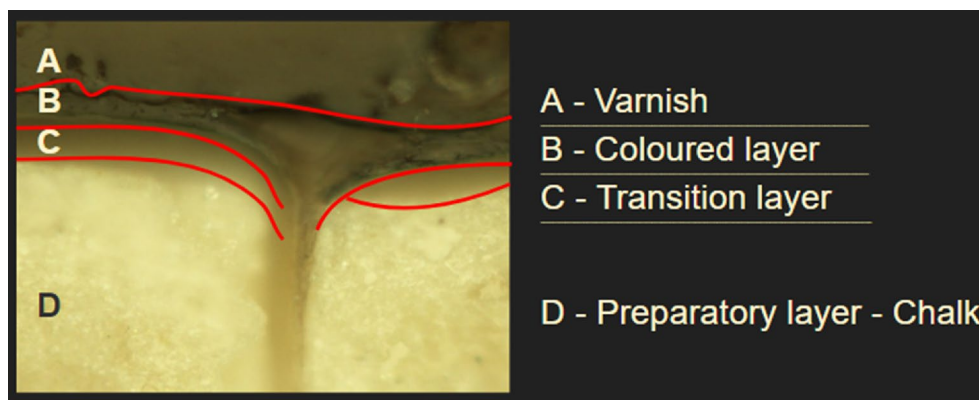 A
B
C
D
A - Varnish
B - Coloured layer
C - Transition layer
D - Preparatory layer - Chalk